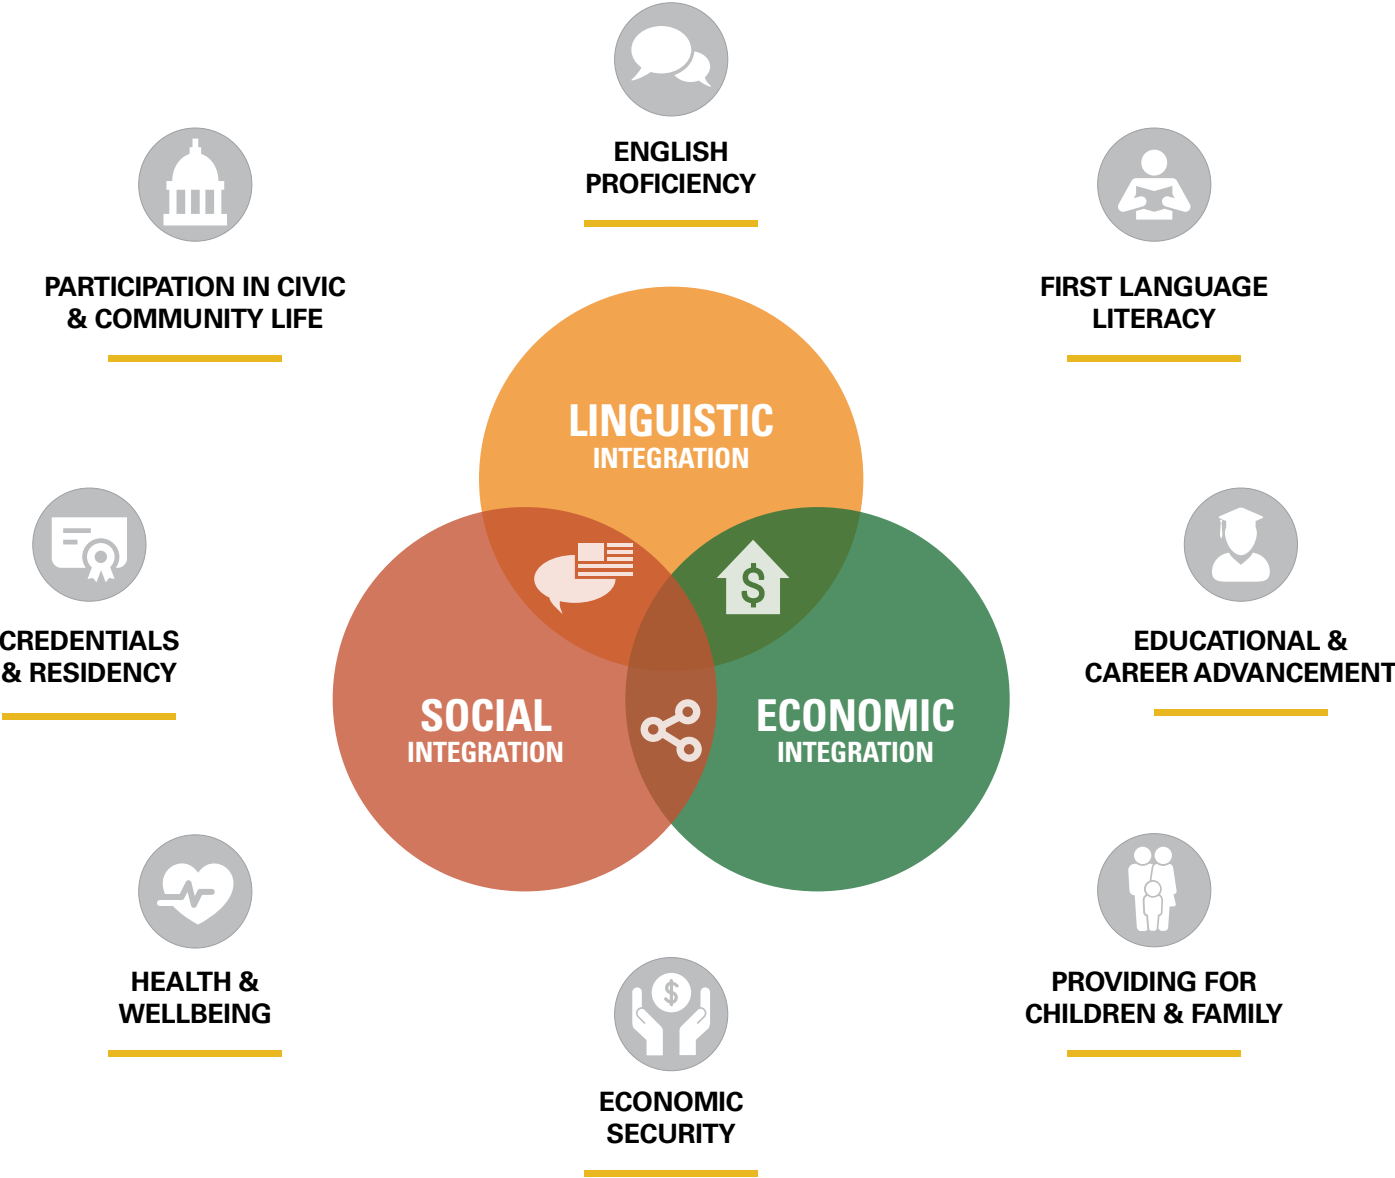 ENGLISH
PROFICIENCY
PARTICIPATION IN CIVIC
& COMMUNITY LIFE
FIRST LANGUAGE
LITERACY
LINGUISTIC
INTEGRATION
$
CREDENTIALS
& RESIDENCY
EDUCATIONAL &
CAREER ADVANCEMENT
SOCIAL
INTEGRATION
ECONOMIC
INTEGRATION
HEALTH &
WELLBEING
PROVIDING FOR
CHILDREN & FAMILY
$
ECONOMIC
SECURITY